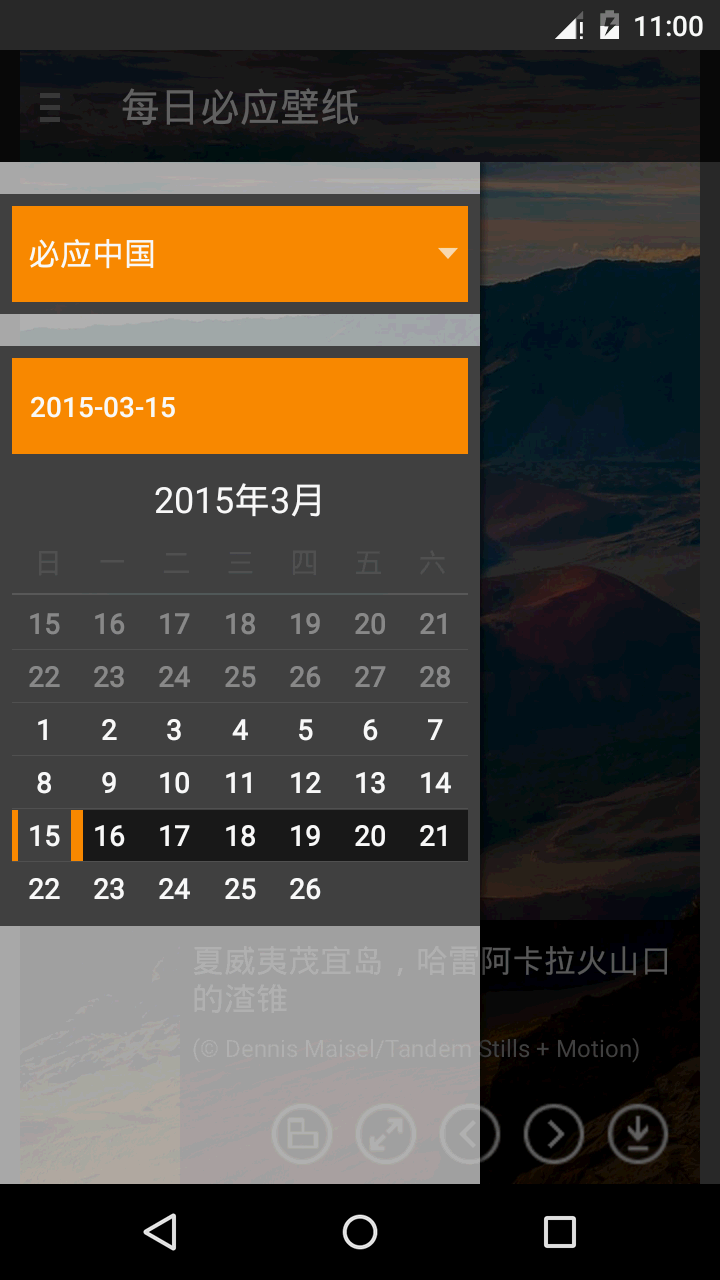 11:00
每日必应壁纸
必应中国
2015-03-15
2015年3月
日 一 二 三 四 五 六
15 16 17 18 19 20 21
22 23 24 25 26 27 28
1 2 3 4 5 6 7
8 9 10 11 12 13 14
15 16 17 18 19 20 21
22 23 24 25 26
夏威夷茂宜岛，哈雷阿卡拉火山口
的渣锥
(© Dennis Maisel/Tandem Stills + Motion)